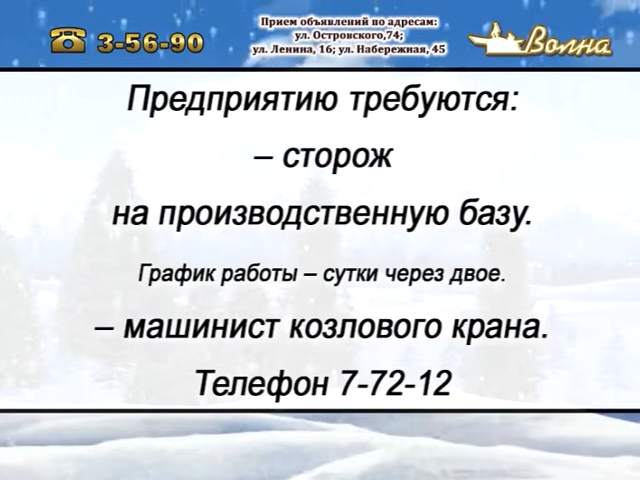 3-56-90
Прием объявлений по адресам:
ул. Островского,74;
ул. Ленина, 16; ул. Набережная, 45
Волна
Предприятию требуются:
– сторож
на производственную базу.
График работы – сутки через двое.
– машинист козлового крана.
Телефон 7-72-12